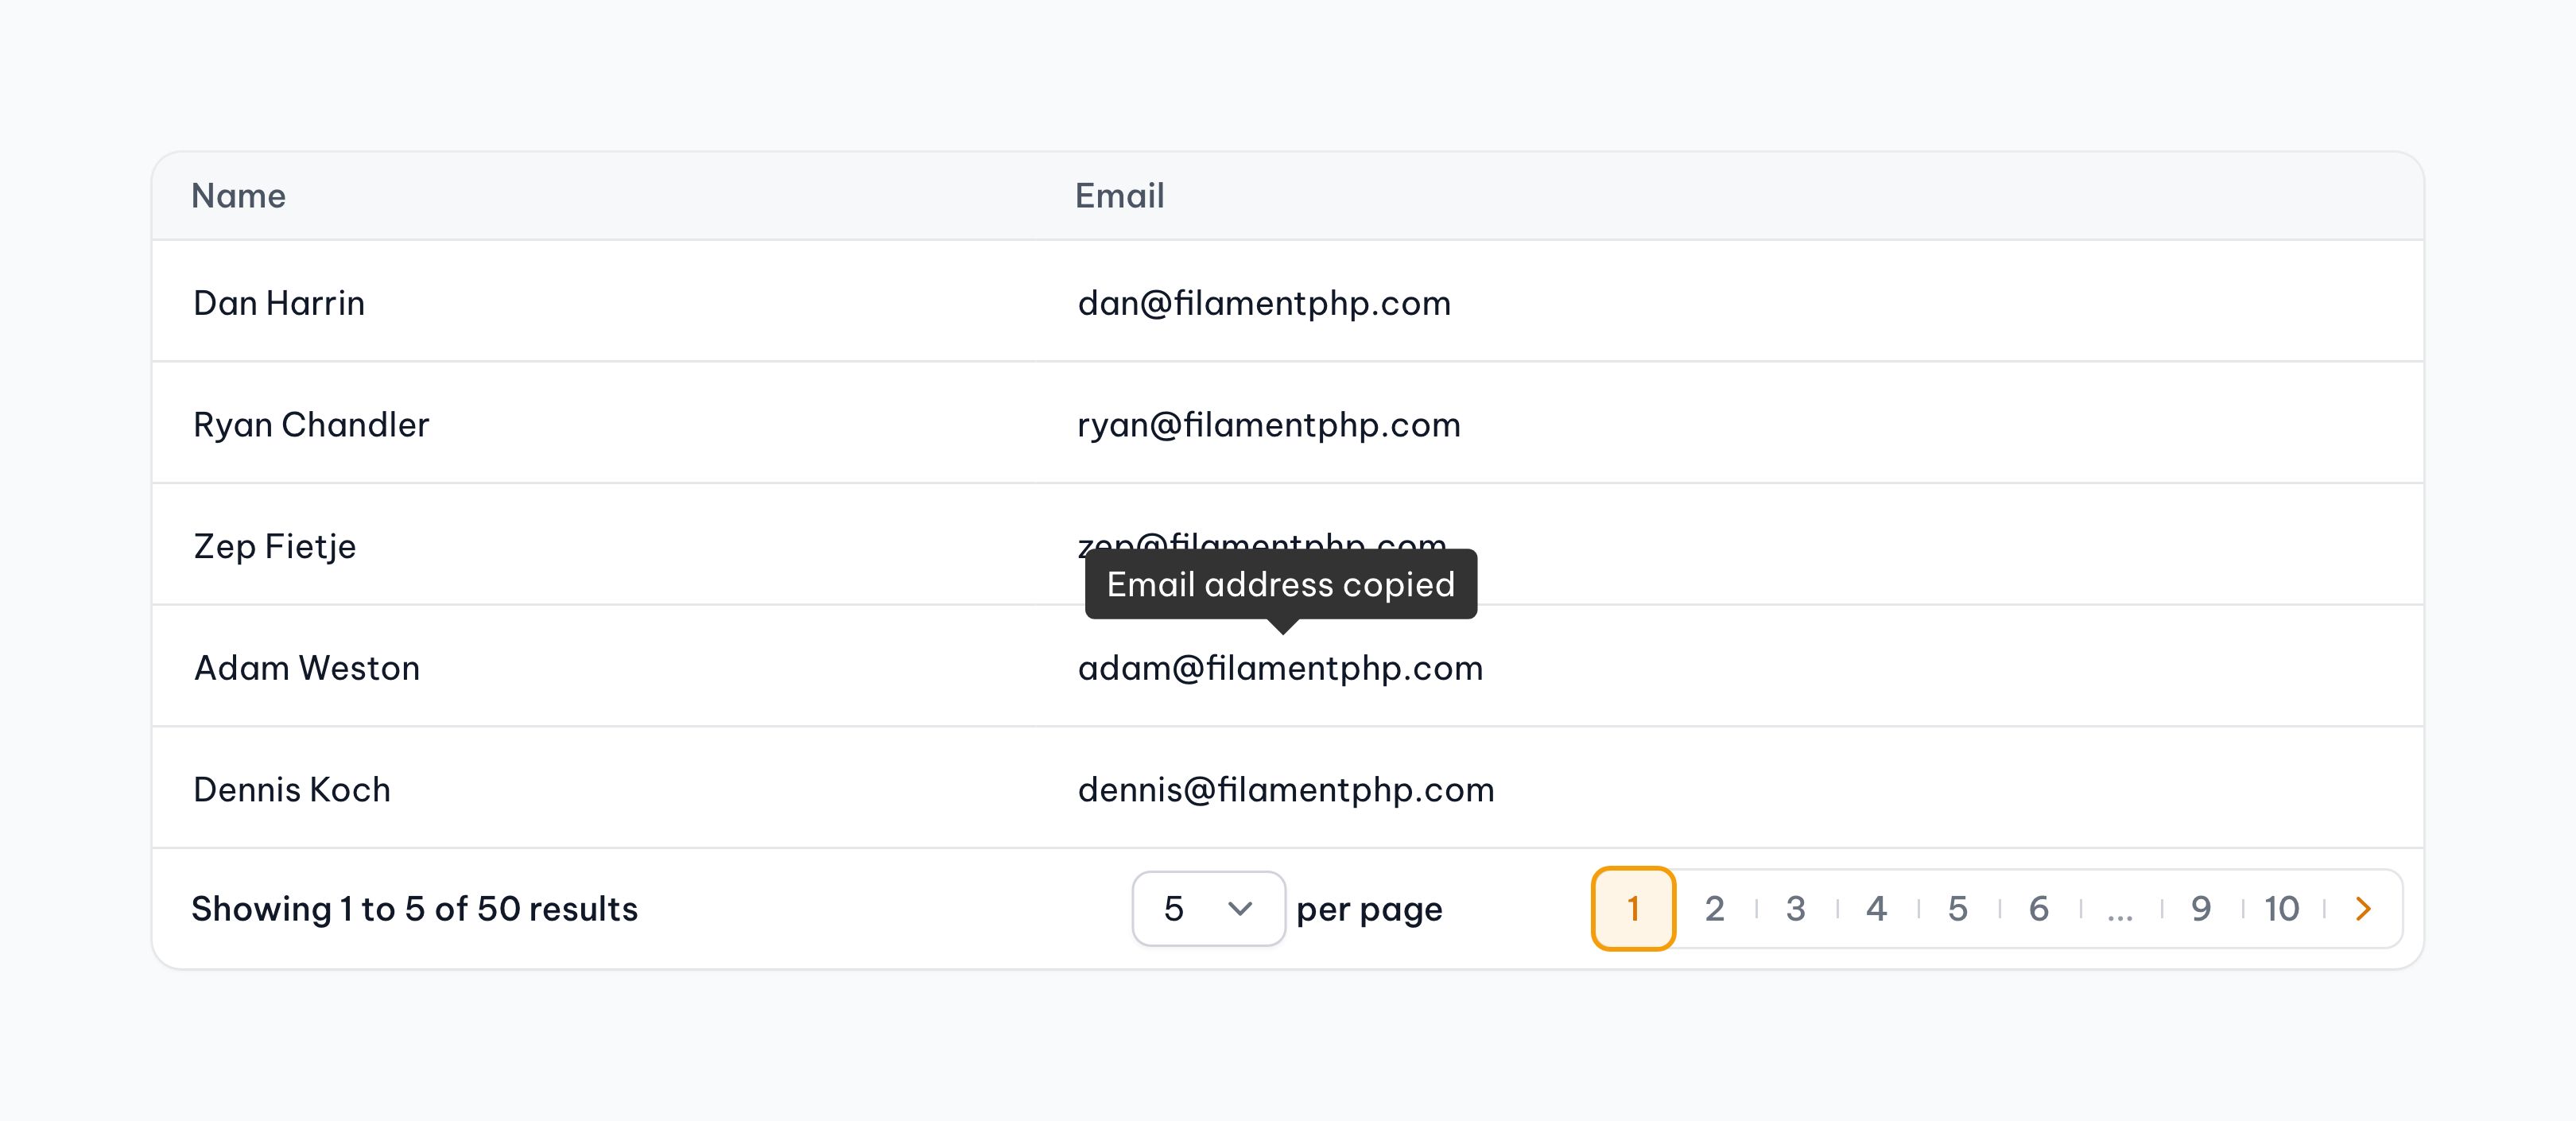 Name Email
Dan Harrin dan@filamentphp.com
Ryan Chandler ryan@filamentphp.com
Zep Fietje zep@filamentphp.com
Email address copied
Adam Weston adam@filamentphp.com
Dennis Koch dennis@filamentphp.com
Showing 1 to 5 of 50 results 5 per page 1 2 3 4 5 6 ... 9 10